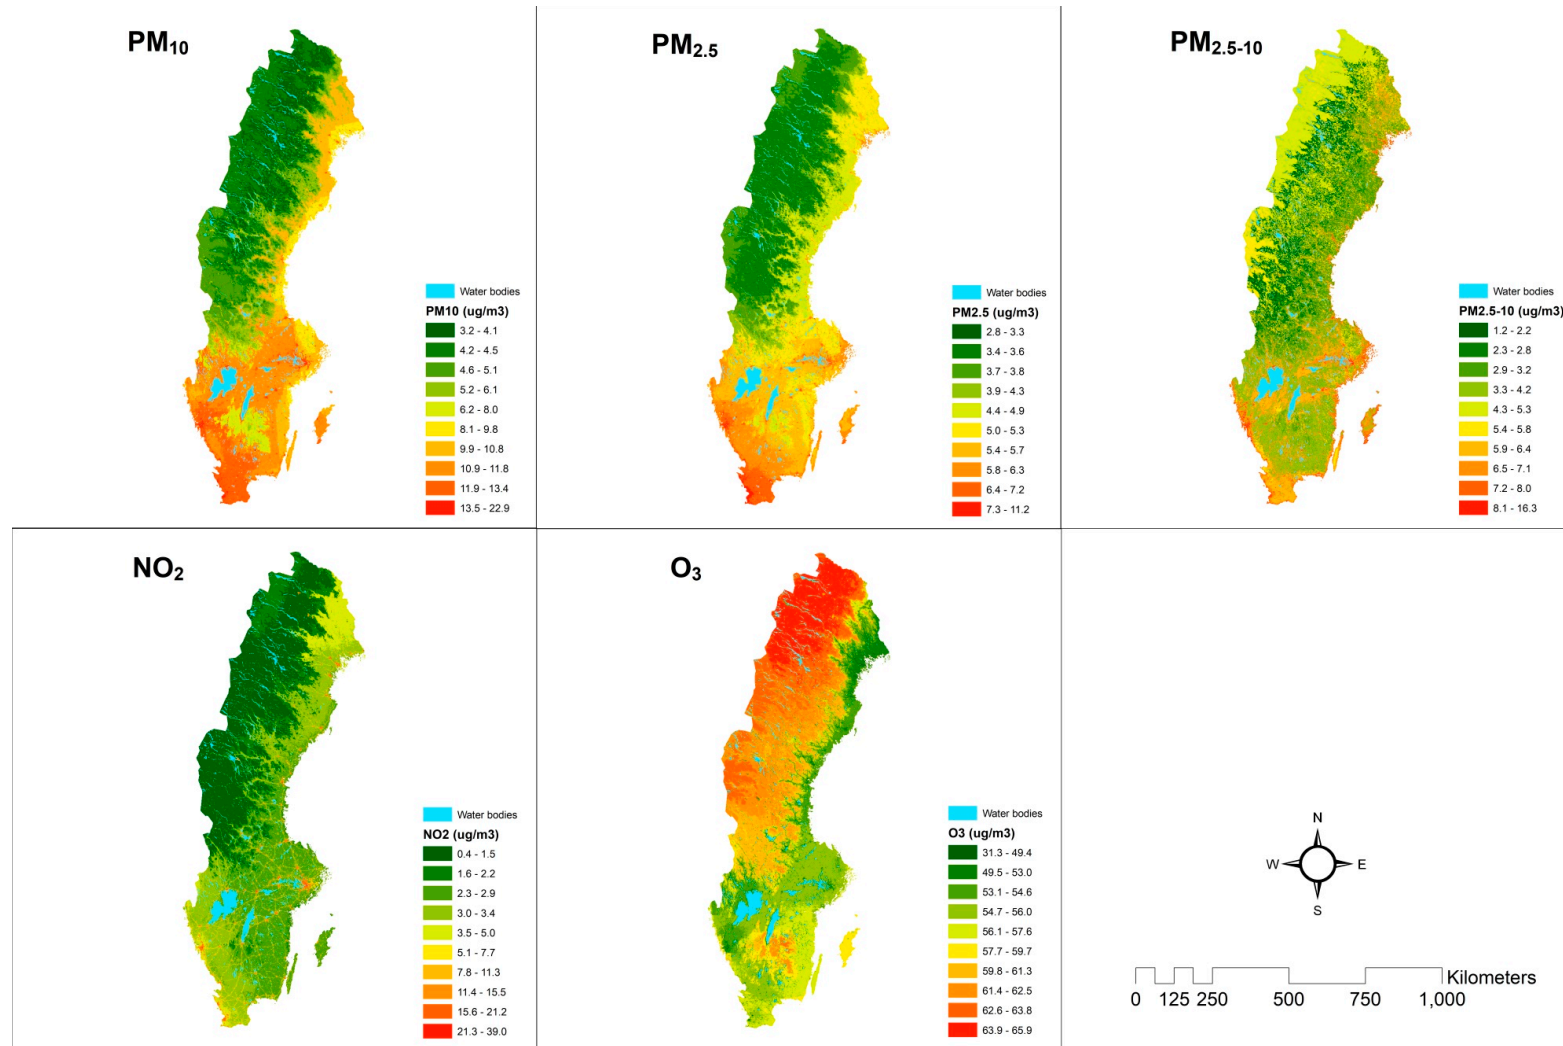 PM10
Water bodies
PM10 (ug/m3)
3.2 - 4.1
4.2 - 4.5
4.6 - 5.1
5.2 - 6.1
6.2 - 8.0
8.1 - 9.8
9.9 - 10.8
10.9 - 11.8
11.9 - 13.4
13.5 - 22.9
PM2.5
Water bodies
PM2.5 (ug/m3)
2.8 - 3.3
3.4 - 3.6
3.7 - 3.8
3.9 - 4.3
4.4 - 4.9
5.0 - 5.3
5.4 - 5.7
5.8 - 6.3
6.4 - 7.2
7.3 - 11.2
PM2.5-10
Water bodies
PM2.5-10 (ug/m3)
1.2 - 2.2
2.3 - 2.8
2.9 - 3.2
3.3 - 4.2
4.3 - 5.3
5.4 - 5.8
5.9 - 6.4
6.5 - 7.1
7.2 - 8.0
8.1 - 16.3
NO2
Water bodies
NO2 (ug/m3)
0.4 - 1.5
1.6 - 2.2
2.3 - 2.9
3.0 - 3.4
3.5 - 5.0
5.1 - 7.7
7.8 - 11.3
11.4 - 15.5
15.6 - 21.2
21.3 - 39.0
O3
Water bodies
O3 (ug/m3)
31.3 - 49.4
49.5 - 53.0
53.1 - 54.6
54.7 - 56.0
56.1 - 57.6
57.7 - 59.7
59.8 - 61.3
61.4 - 62.5
62.6 - 63.8
63.9 - 65.9
N
W E
S
Kilometers
0 125 250 500 750 1,000